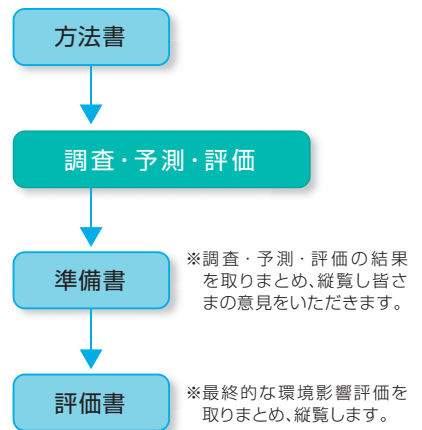 方法書
調査・予測・評価
準備書
※調査・予測・評価の結果
を取りまとめ、縦覧し皆さ
まの意見をいただきます。
評価書
※最終的な環境影響評価を
取りまとめ、縦覧します。